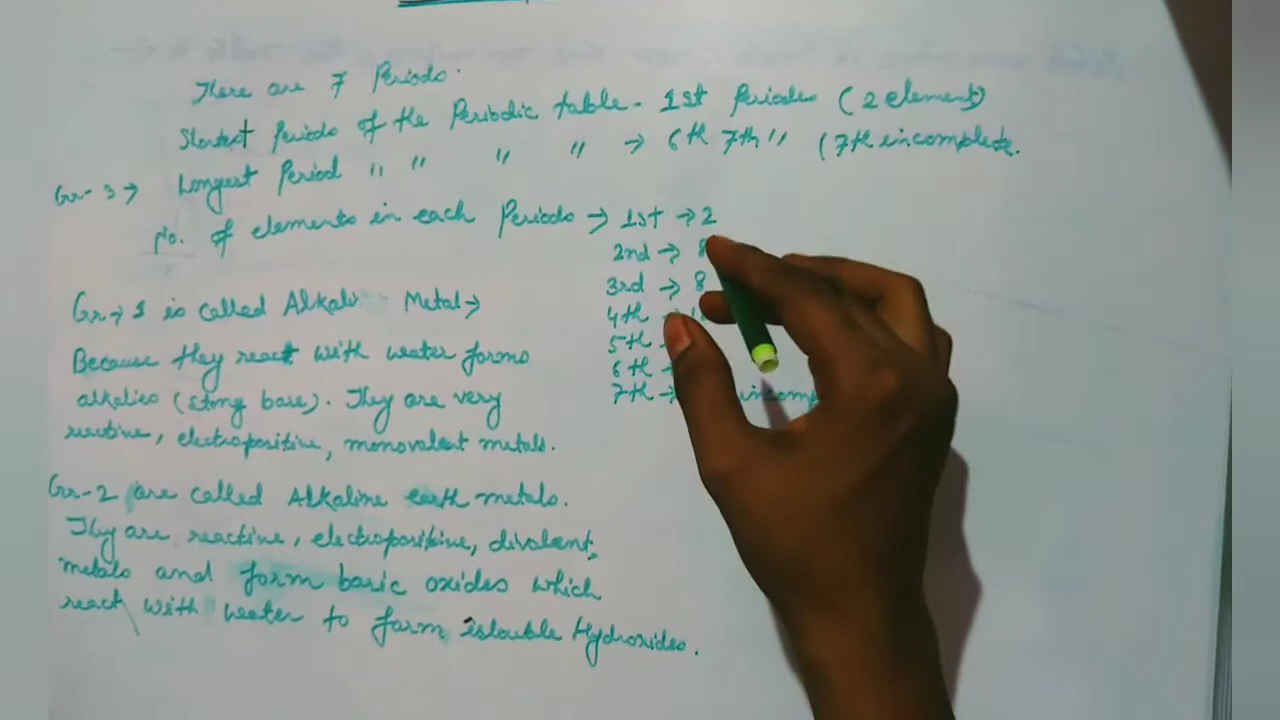 There are 7 Periods.
Shortest Periods of the Periodic table - 1st Periodes (2 element)
Longest Period " " " " → 6th 7th " (7th incomplete.
Gr-3→
No. of elements in each Periods → 1st → 2
2nd → 8
3rd → 8
4th →
5th
6th
7th → incomp
Gr→1 is called Alkali Metal→
Because they react with water forms
alkalies (strong base). They are very
reactive, electropositive, monovalent metals.
Gr-2 are called Alkaline earth metals.
They are reactive, electropositive, divalent,
metals and form basic oxides which
react with water to form islouble Hydroxides.